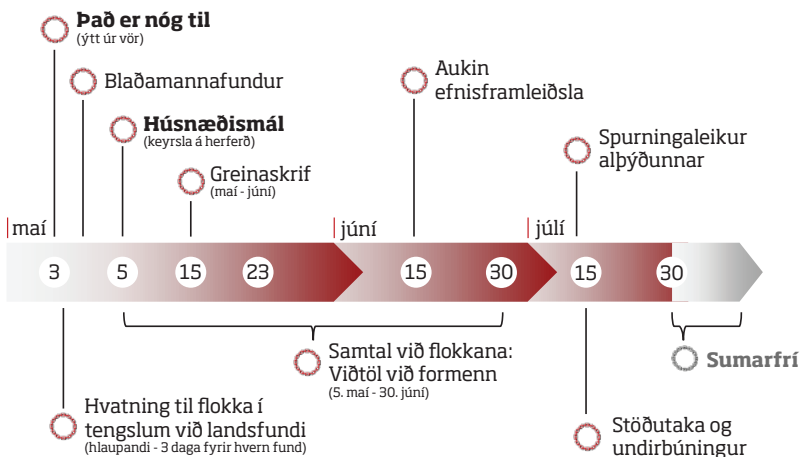 Það er nóg til
(ýtt úr vör)
Blaðamannafundur
Húsnæðismál
(keyrsla á herferð)
Greinaskrif
(maí - júní)
Aukin
efnisframleiðsla
Spurningaleikur
alþýðunnar
maí
júní
júlí
3
5
15
23
15
30
15
30
Samtal við flokkana:
Viðtöl við formenn
(5. maí - 30. júní)
Sumarfrí
Hvatning til flokka í
tengslum við landsfundi
(hlaupandi - 3 daga fyrir hvern fund)
Stöðutaka og
undirbúningur